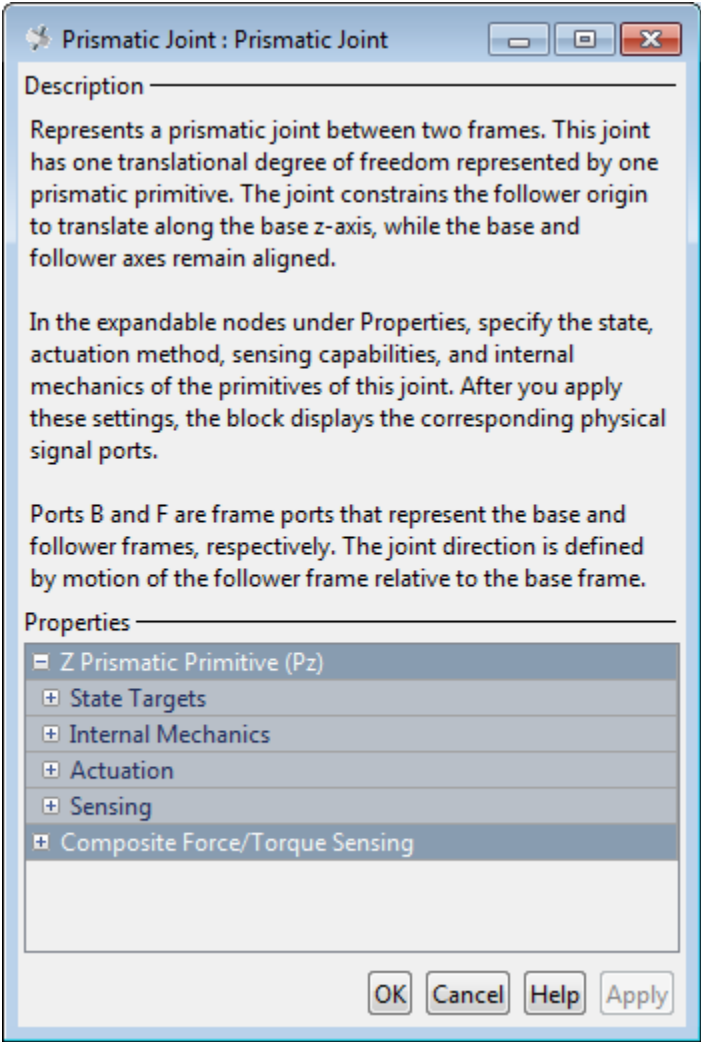 Prismatic Joint : Prismatic Joint
Description
Represents a prismatic joint between two frames. This joint
has one translational degree of freedom represented by one
prismatic primitive. The joint constrains the follower origin
to translate along the base z-axis, while the base and
follower axes remain aligned.
In the expandable nodes under Properties, specify the state,
actuation method, sensing capabilities, and internal
mechanics of the primitives of this joint. After you apply
these settings, the block displays the corresponding physical
signal ports.
Ports B and F are frame ports that represent the base and
follower frames, respectively. The joint direction is defined
by motion of the follower frame relative to the base frame.
Properties
Z Prismatic Primitive (Pz)
State Targets
Internal Mechanics
Actuation
Sensing
Composite Force/Torque Sensing
OK Cancel Help Apply